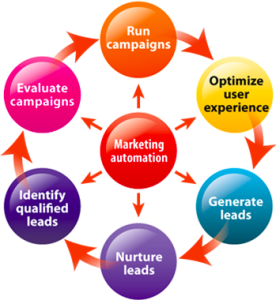 Run
campaigns
Optimize
user
experience
Generate
leads
Nurture
leads
Identify
qualified
leads
Evaluate
campaigns
Marketing
automation